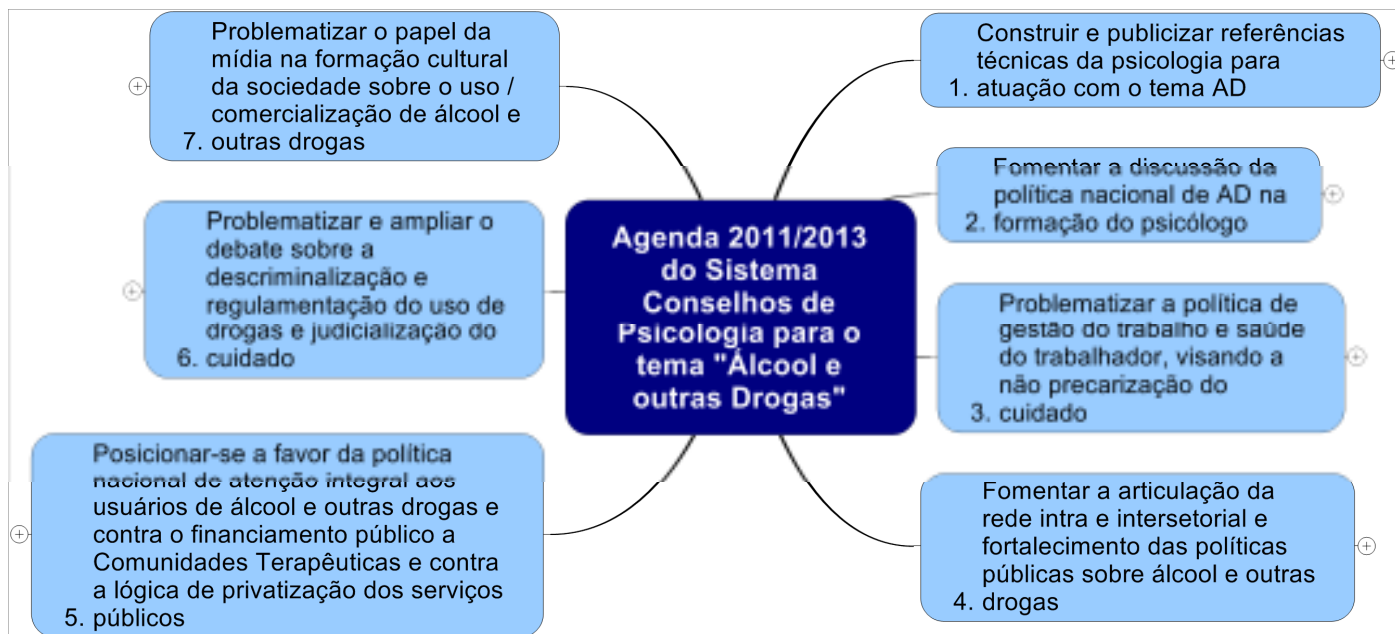 Agenda 2011/2013
do Sistema
Conselhos de
Psicologia para o
tema "Álcool e
outras Drogas"
Construir e publicizar referências
técnicas da psicologia para
1. atuação com o tema AD
Fomentar a discussão da
política nacional de AD na
2. formação do psicólogo
Problematizar a política de
gestão do trabalho e saúde
do trabalhador, visando a
não precarização do
3. cuidado
Fomentar a articulação da
rede intra e intersetorial e
fortalecimento das políticas
públicas sobre álcool e outras
4. drogas
Posicionar-se a favor da política
nacional de atenção integral aos
usuários de álcool e outras drogas e
contra o financiamento público a
Comunidades Terapêuticas e contra
a lógica de privatização dos serviços
5. públicos
Problematizar e ampliar o
debate sobre a
descriminalização e
regulamentação do uso de
drogas e judicialização do
6. cuidado
Problematizar o papel da
mídia na formação cultural
da sociedade sobre o uso /
comercialização de álcool e
7. outras drogas